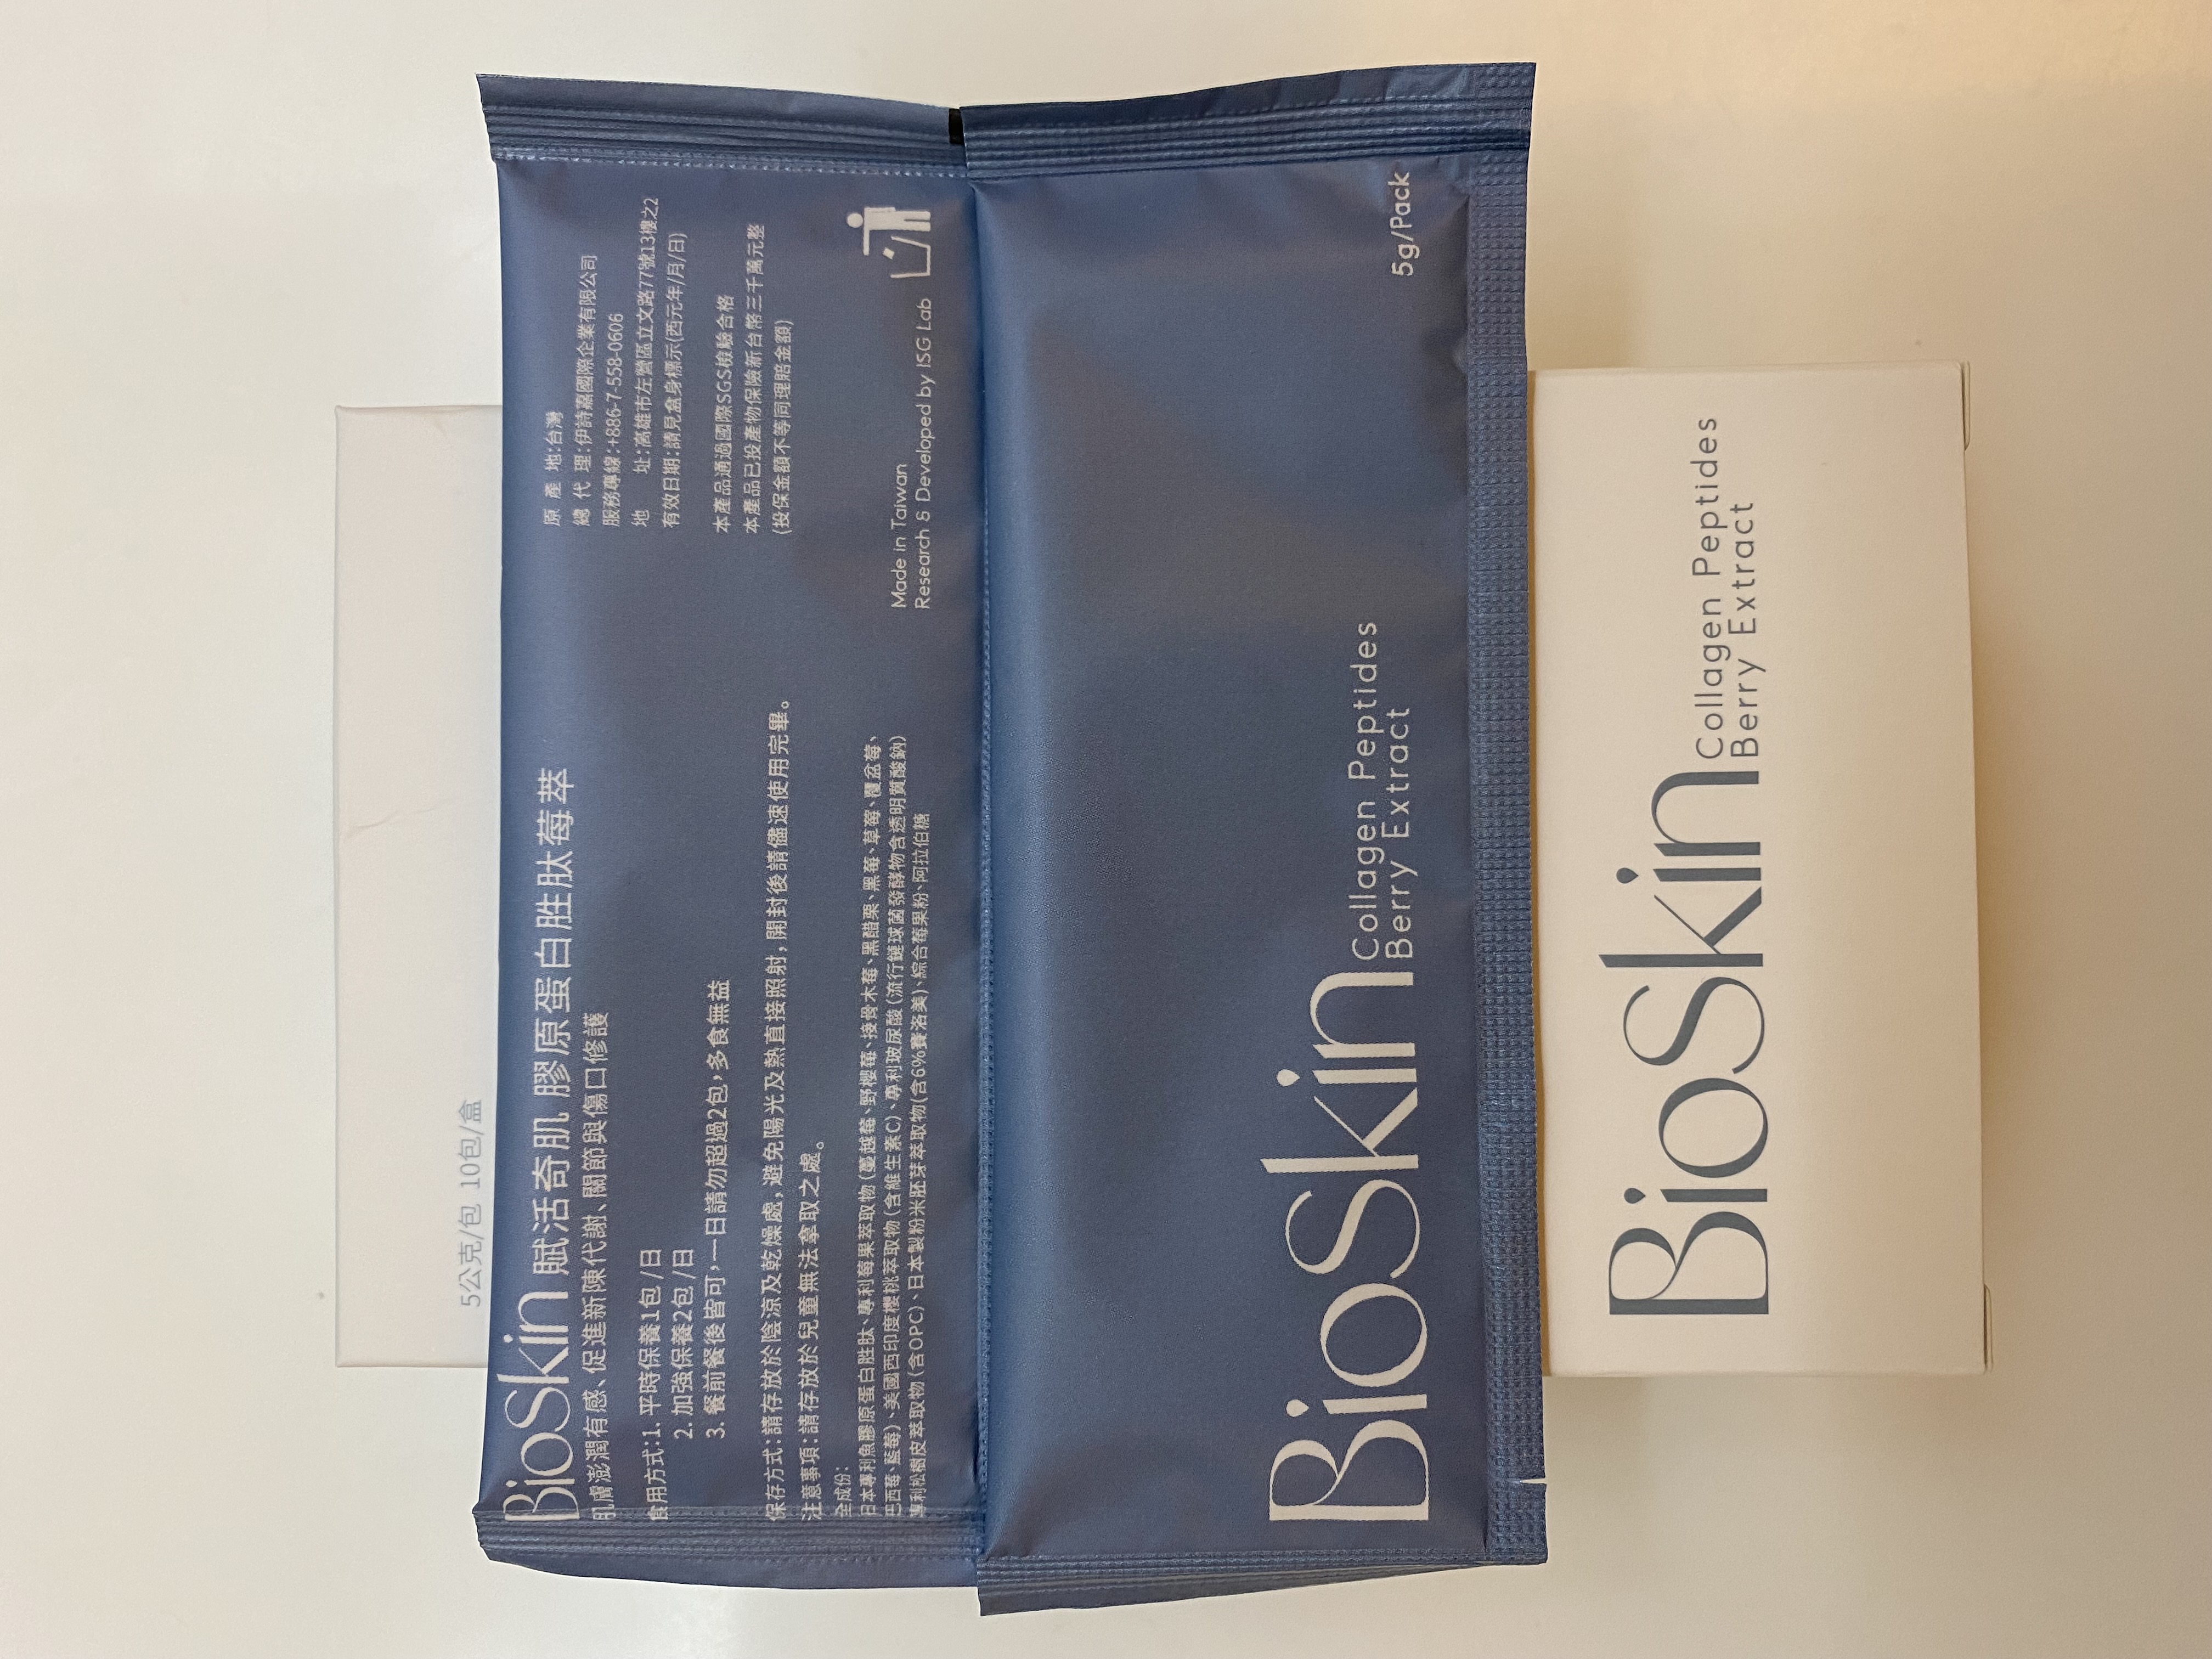 5公克/包 10包/盒
BioSkin 賦活奇肌 膠原蛋白胜肽莓萃
肌膚澎潤有感、促進新陳代謝、關節與傷口修護
食用方式:1. 平時保養1包/日
2. 加強保養2包/日
3. 餐前餐後皆可,一日請勿超過2包,多食無益
保存方式:請存放於陰涼及乾燥處,避免陽光及熱直接照射,開封後請儘速使用完畢。
注意事項:請存放於兒童無法拿取之處。
全成份:
日本專利魚膠原蛋白胜肽、專利莓果萃取物(蔓越莓、野櫻莓、接骨木莓、黑醋栗、黑莓、草莓、覆盆莓、
巴西莓、藍莓)、美國西印度櫻桃萃取物(含維生素C)、專利玻尿酸(流行鏈球菌發酵物含透明質酸鈉)
專利松樹皮萃取物(含OPC)、日本製粉米胚芽萃取物(含6%賽洛美)、綜合莓果粉、阿拉伯糖
原產地:台灣
總代理:伊詩嘉國際企業有限公司
服務專線:+886-7-558-0606
地 址:高雄市左營區立文路77號13樓之2
有效日期:請見盒身標示(西元年/月/日)
本產品通過國際SGS檢驗合格
本產品已投產物保險新台幣三千萬元整
(投保金額不等同理賠金額)
Made in Taiwan
Research & Developed by ISG Lab
BioSkin Collagen Peptides
Berry Extract
5g/Pack
BioSkin Collagen Peptides
Berry Extract